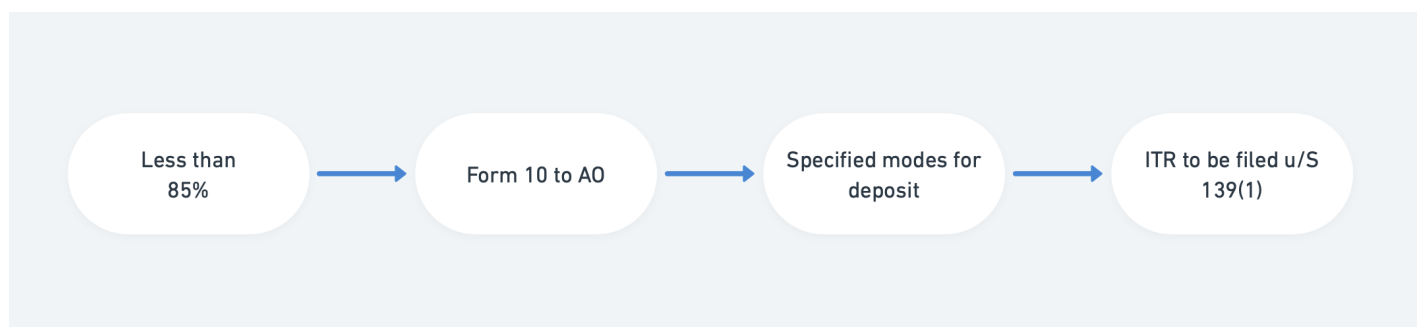 Less than
85%
Form 10 to AO
Specified modes for
deposit
ITR to be filed u/S
139(1)